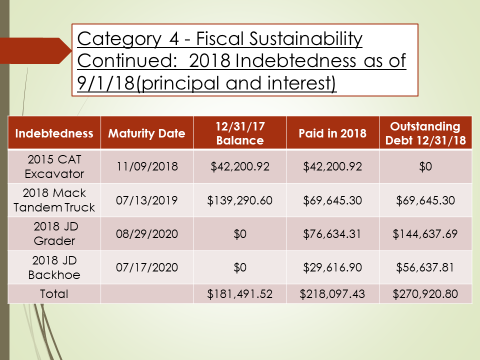 Category 4 - Fiscal Sustainability
Continued: 2018 Indebtedness as of
9/1/18(principal and interest)
Indebtedness Maturity Date 12/31/17 Balance Paid in 2018 Outstanding Debt 12/31/18
2015 CAT Excavator 11/09/2018 $42,200.92 $42,200.92 $0
2018 Mack Tandem Truck 07/13/2019 $139,290.60 $69,645.30 $69,645.30
2018 JD Grader 08/29/2020 $0 $76,634.31 $144,637.69
2018 JD Backhoe 07/17/2020 $0 $29,616.90 $56,637.81
Total $181,491.52 $218,097.43 $270,920.80